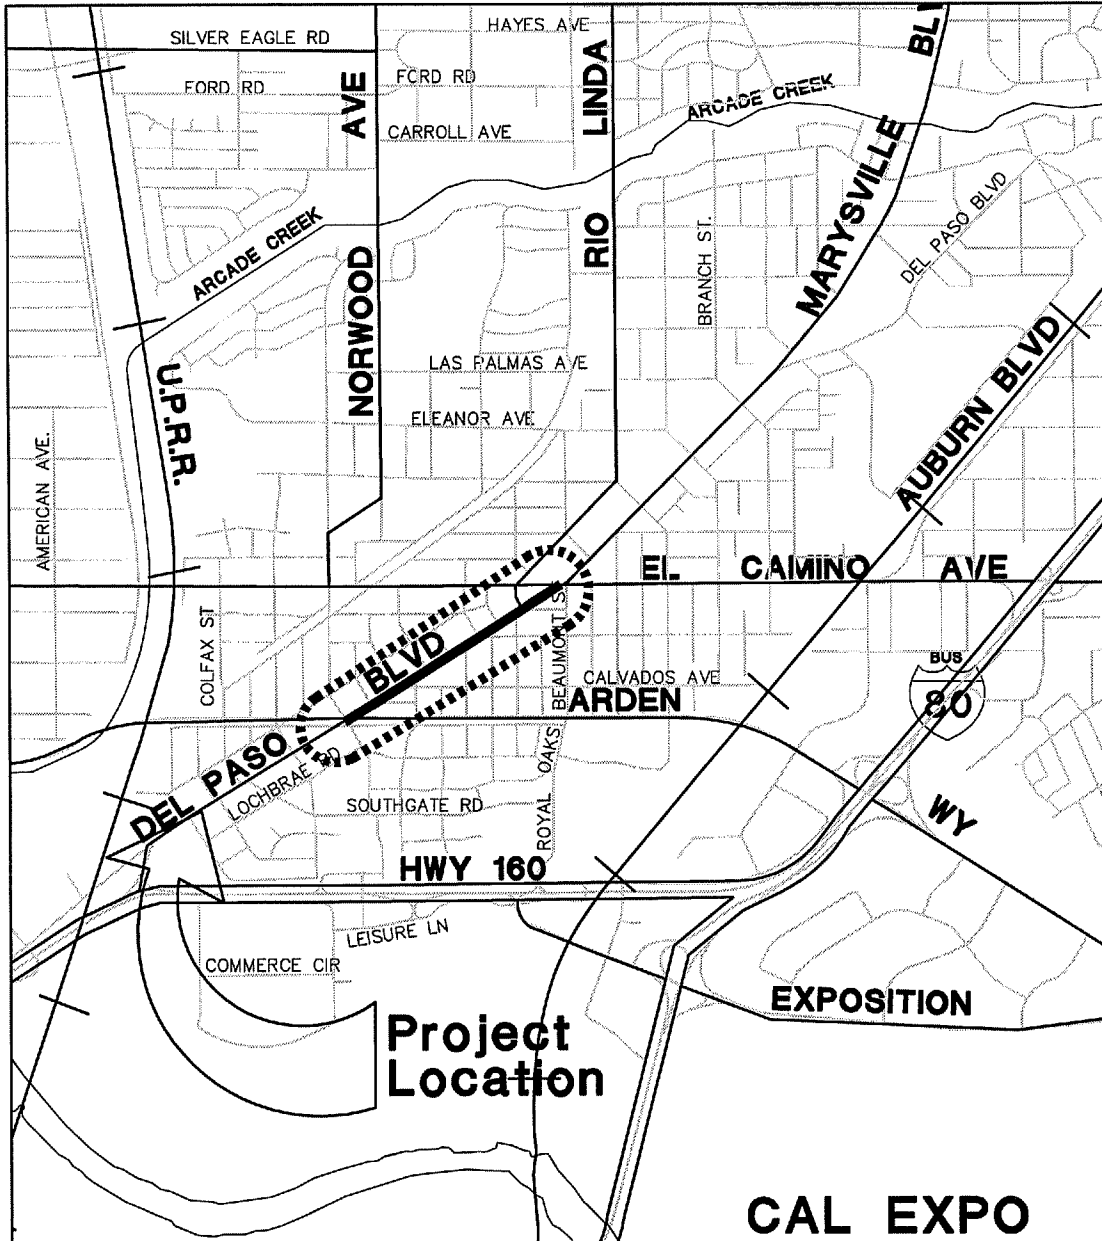 HAYES AVE
SILVER EAGLE RD
BL
FORD RD
FORD RD
ARCADE CREEK
CARROLL AVE
NORWOOD AVE
RIO LINDA
MARYSVILLE
DEL PASO BLVD
BRANCH ST.
ARCADE CREEK
U.P.R.R.
LAS PALMAS AVE
ELEANOR AVE
AUBURN BLVD
AMERICAN AVE.
EL CAMINO AVE
COLFAX ST
BEAUMONT S
BUS
80
CALVADOS AVE
ARDEN
WY
DEL PASO BLVD
LOCHBRAE RD
ROYAL OAKS
SOUTHGATE RD
HWY 160
LEISURE LN
COMMERCE CIR
EXPOSITION
Project
Location
CAL EXPO